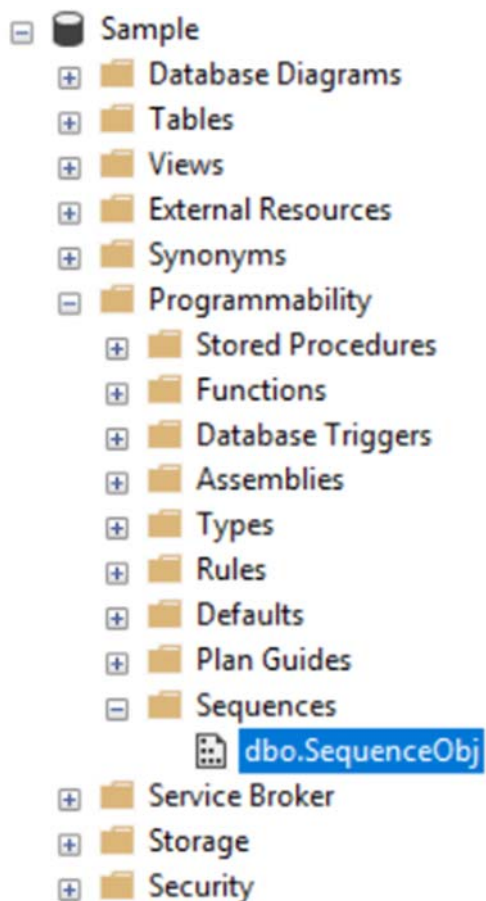 Sample
Database Diagrams
Tables
Views
External Resources
Synonyms
Programmability
Stored Procedures
Functions
Database Triggers
Assemblies
Types
Rules
Defaults
Plan Guides
Sequences
dbo.SequenceObj
Service Broker
Storage
Security